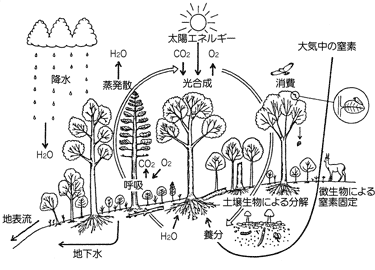 太陽エネルギー
大気中の窒素
H₂O
CO₂
O₂
降水
蒸発散
光合成
消費
H₂O
CO₂
O₂
呼吸
土壌生物による分解
微生物による
窒素固定
地表流
H₂O
養分
地下水